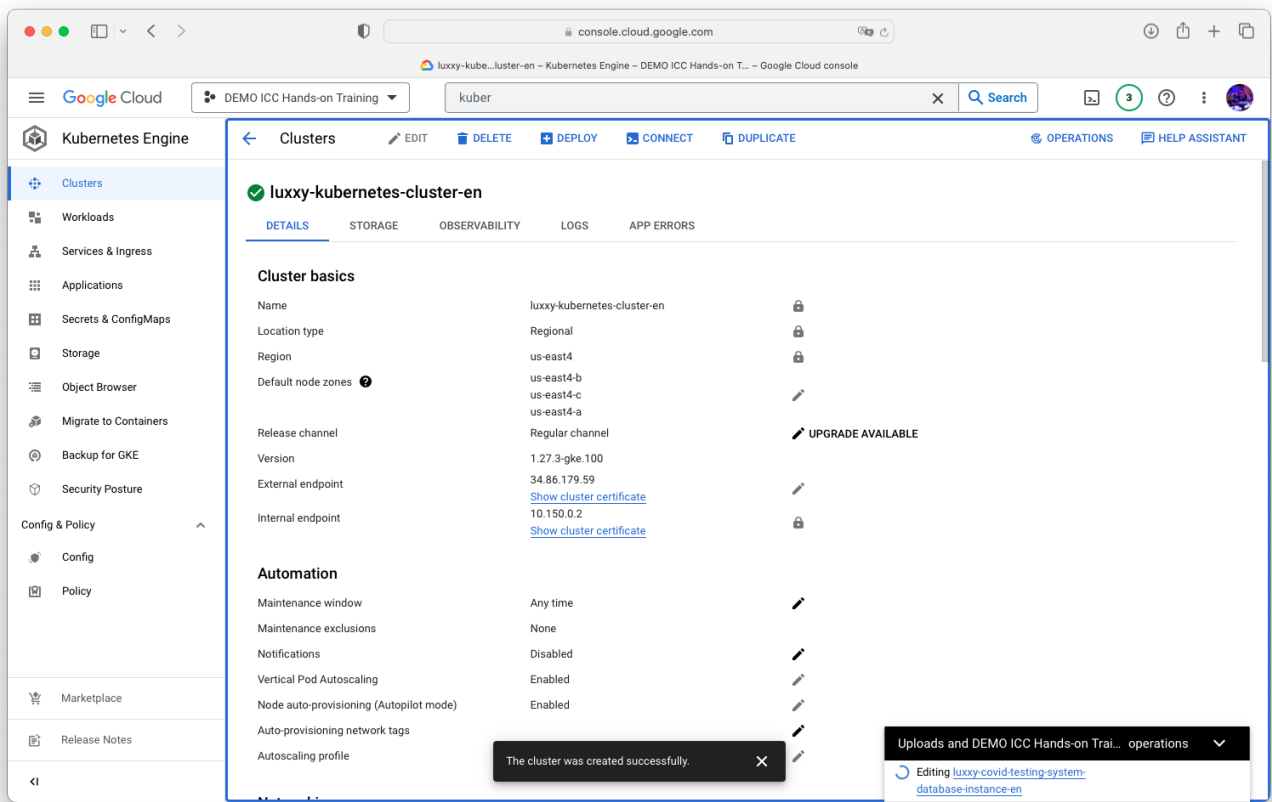 console.cloud.google.com
luxxy-kube...luster-en – Kubernetes Engine – DEMO ICC Hands-on T... – Google Cloud console
Google Cloud
DEMO ICC Hands-on Training
kuber
Search
3
Kubernetes Engine
Clusters
EDIT
DELETE
DEPLOY
CONNECT
DUPLICATE
OPERATIONS
HELP ASSISTANT
Clusters
Workloads
Services & Ingress
Applications
Secrets & ConfigMaps
Storage
Object Browser
Migrate to Containers
Backup for GKE
Security Posture
Config & Policy
Config
Policy
Marketplace
Release Notes
luxxy-kubernetes-cluster-en
DETAILS STORAGE OBSERVABILITY LOGS APP ERRORS
Cluster basics
Name luxxy-kubernetes-cluster-en
Location type Regional
Region us-east4
Default node zones us-east4-b
us-east4-c
us-east4-a
Release channel Regular channel UPGRADE AVAILABLE
Version 1.27.3-gke.100
External endpoint 34.86.179.59
Show cluster certificate
Internal endpoint 10.150.0.2
Show cluster certificate
Automation
Maintenance window Any time
Maintenance exclusions None
Notifications Disabled
Vertical Pod Autoscaling Enabled
Node auto-provisioning (Autopilot mode) Enabled
Auto-provisioning network tags
Autoscaling profile
The cluster was created successfully.
Uploads and DEMO ICC Hands-on Trai... operations
Editing luxxy-covid-testing-system-
database-instance-en